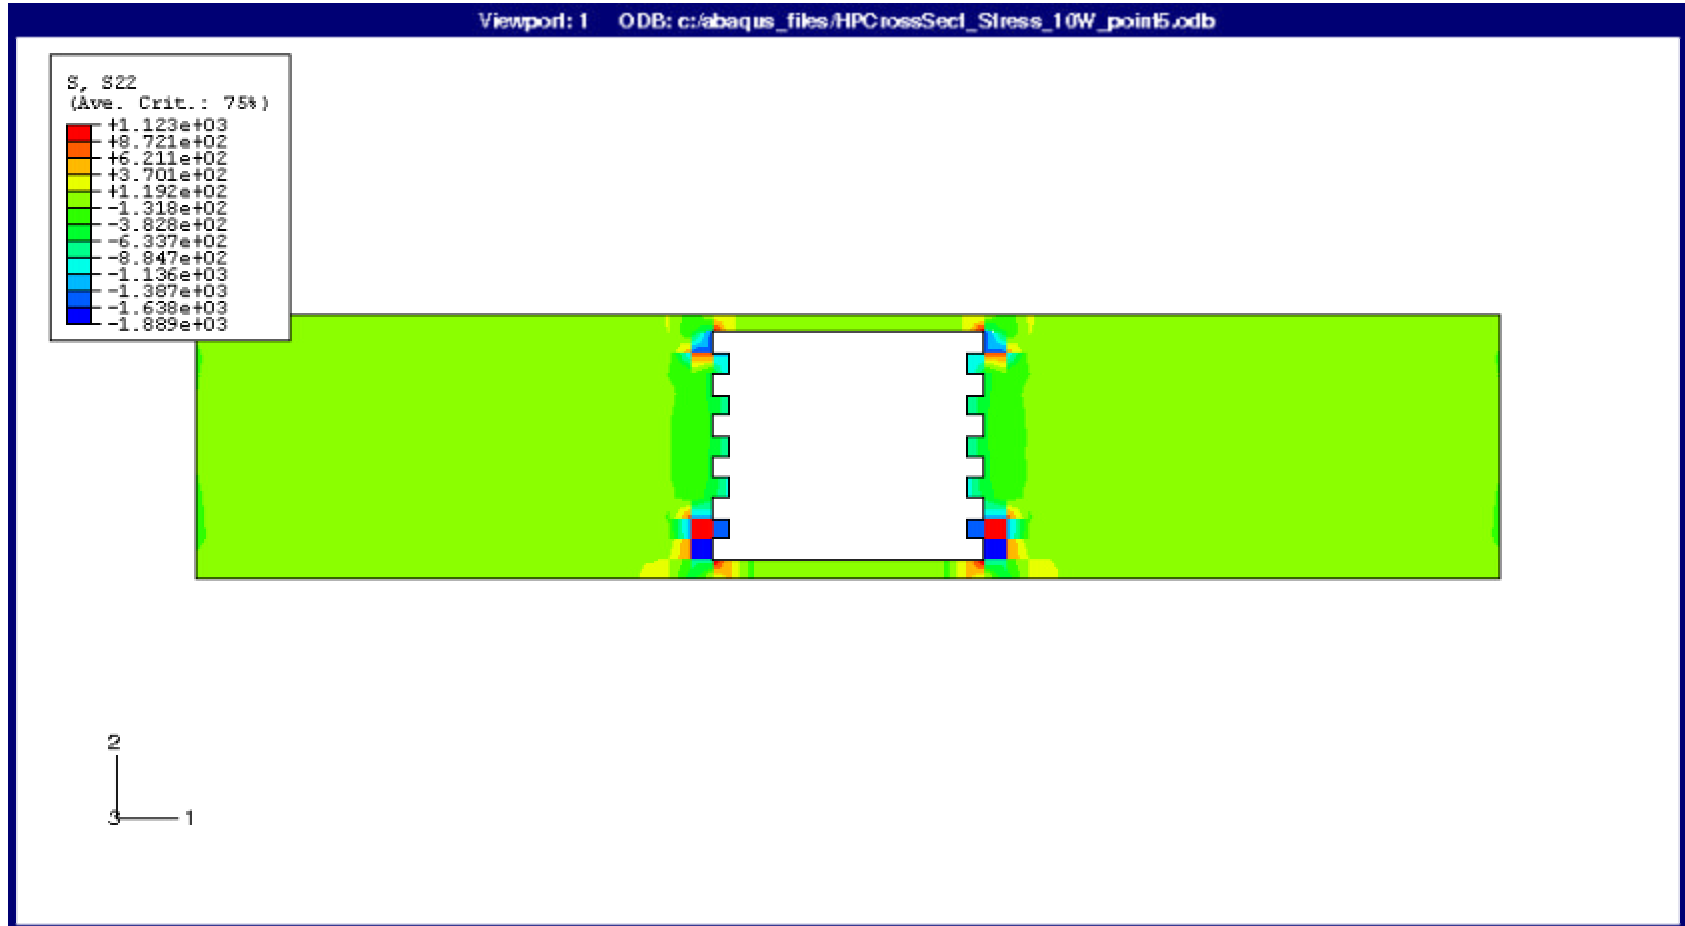 Viewport: 1 ODB: c:/abaqus_files/HPCrossSect_Stress_10W_point5.odb
S, S22
(Ave. Crit.: 75%)
+1.123e+03
+8.721e+02
+6.211e+02
+3.701e+02
+1.192e+02
-1.318e+02
-3.828e+02
-6.337e+02
-8.847e+02
-1.136e+03
-1.387e+03
-1.638e+03
-1.889e+03
2
3 1